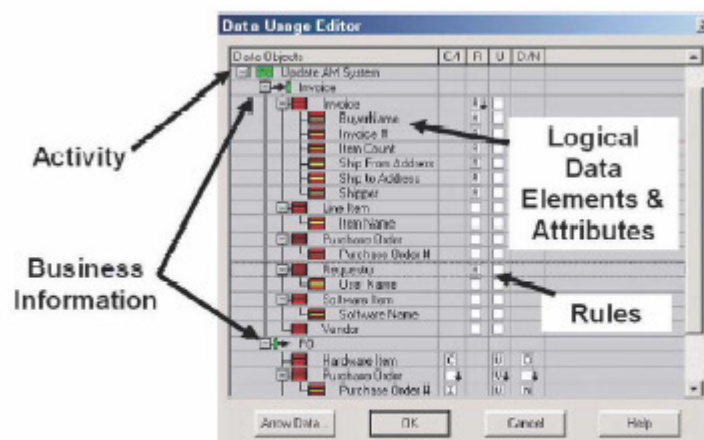 Data Usage Editor
Data Objects C/I R U D/N
Update AM System
Invoice
Invoice R
BuyerName R
Invoice # R
Item Count R
Ship From Address R
Ship to Address R
Shipper R
Line Item
Item Name
Purchase Order
Purchase Order #
Requestor R
User Name
Software Item
Software Name
Vendor
PO
Hardware Item C U D
Purchase Order U
Purchase Order # I U N
Arrow Data... OK Cancel Help
Activity
Business
Information
Logical
Data
Elements &
Attributes
Rules